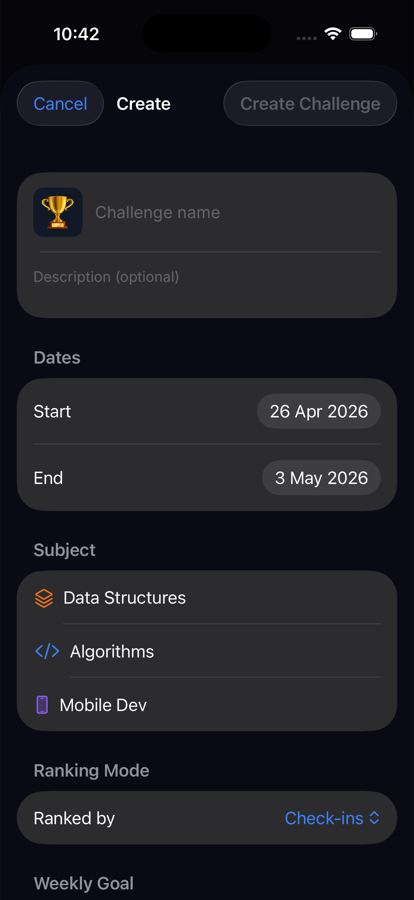 10:42
Cancel Create Create Challenge
Challenge name
Description (optional)
Dates
Start 26 Apr 2026
End 3 May 2026
Subject
Data Structures
</> Algorithms
Mobile Dev
Ranking Mode
Ranked by Check-ins
Weekly Goal